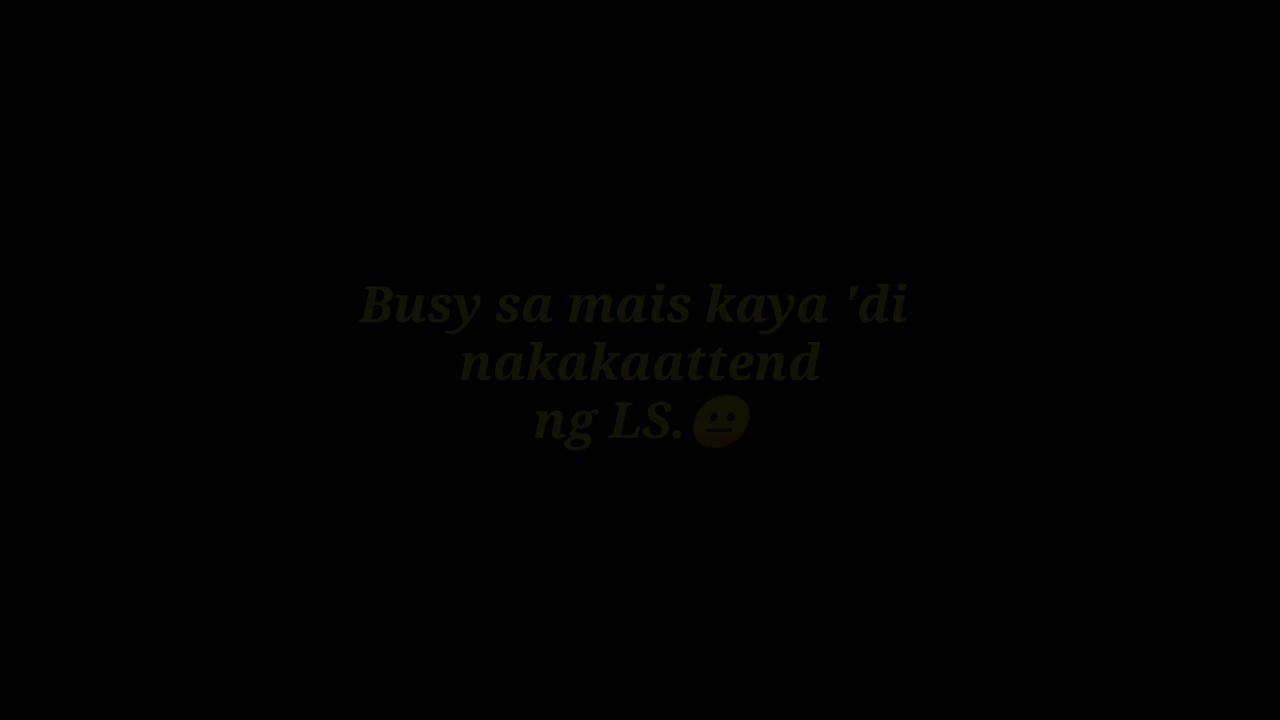 Busy sa mais kaya 'di
nakakaattend
ng LS.😐